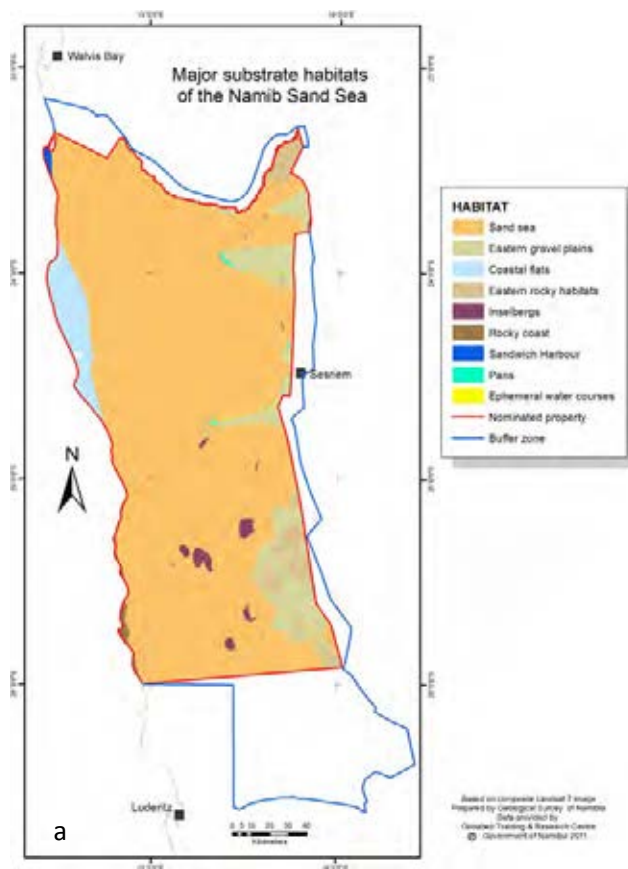 Walvis Bay
Major substrate habitats
of the Namib Sand Sea
HABITAT
Sand sea
Eastern gravel plains
Coastal flats
Eastern rocky habitats
Inselbergs
Rocky coast
Sandwich Harbour
Pans
Ephemeral water courses
Nominated property
Buffer zone
Sesriem
N
Luderitz
a
Kilometers
Based on composite Landsat 7 image
Prepared by Geological Survey of Namibia
Data provided by
Gobabeb Training & Research Centre
© Government of Namibia 2011